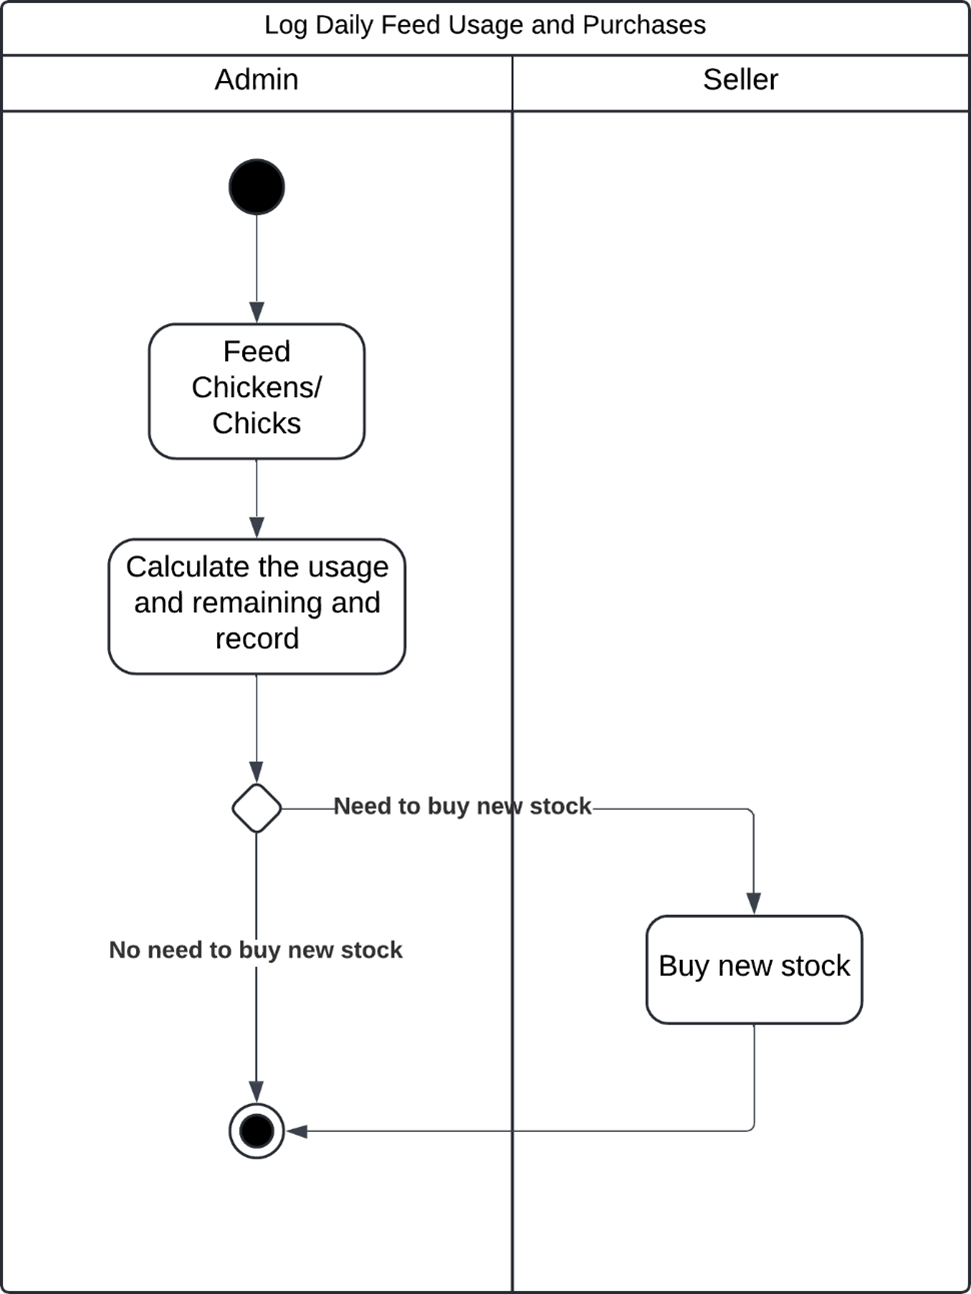 Log Daily Feed Usage and Purchases
Admin
Seller
Feed
Chickens/
Chicks
Calculate the usage
and remaining and
record
Need to buy new stock
No need to buy new stock
Buy new stock